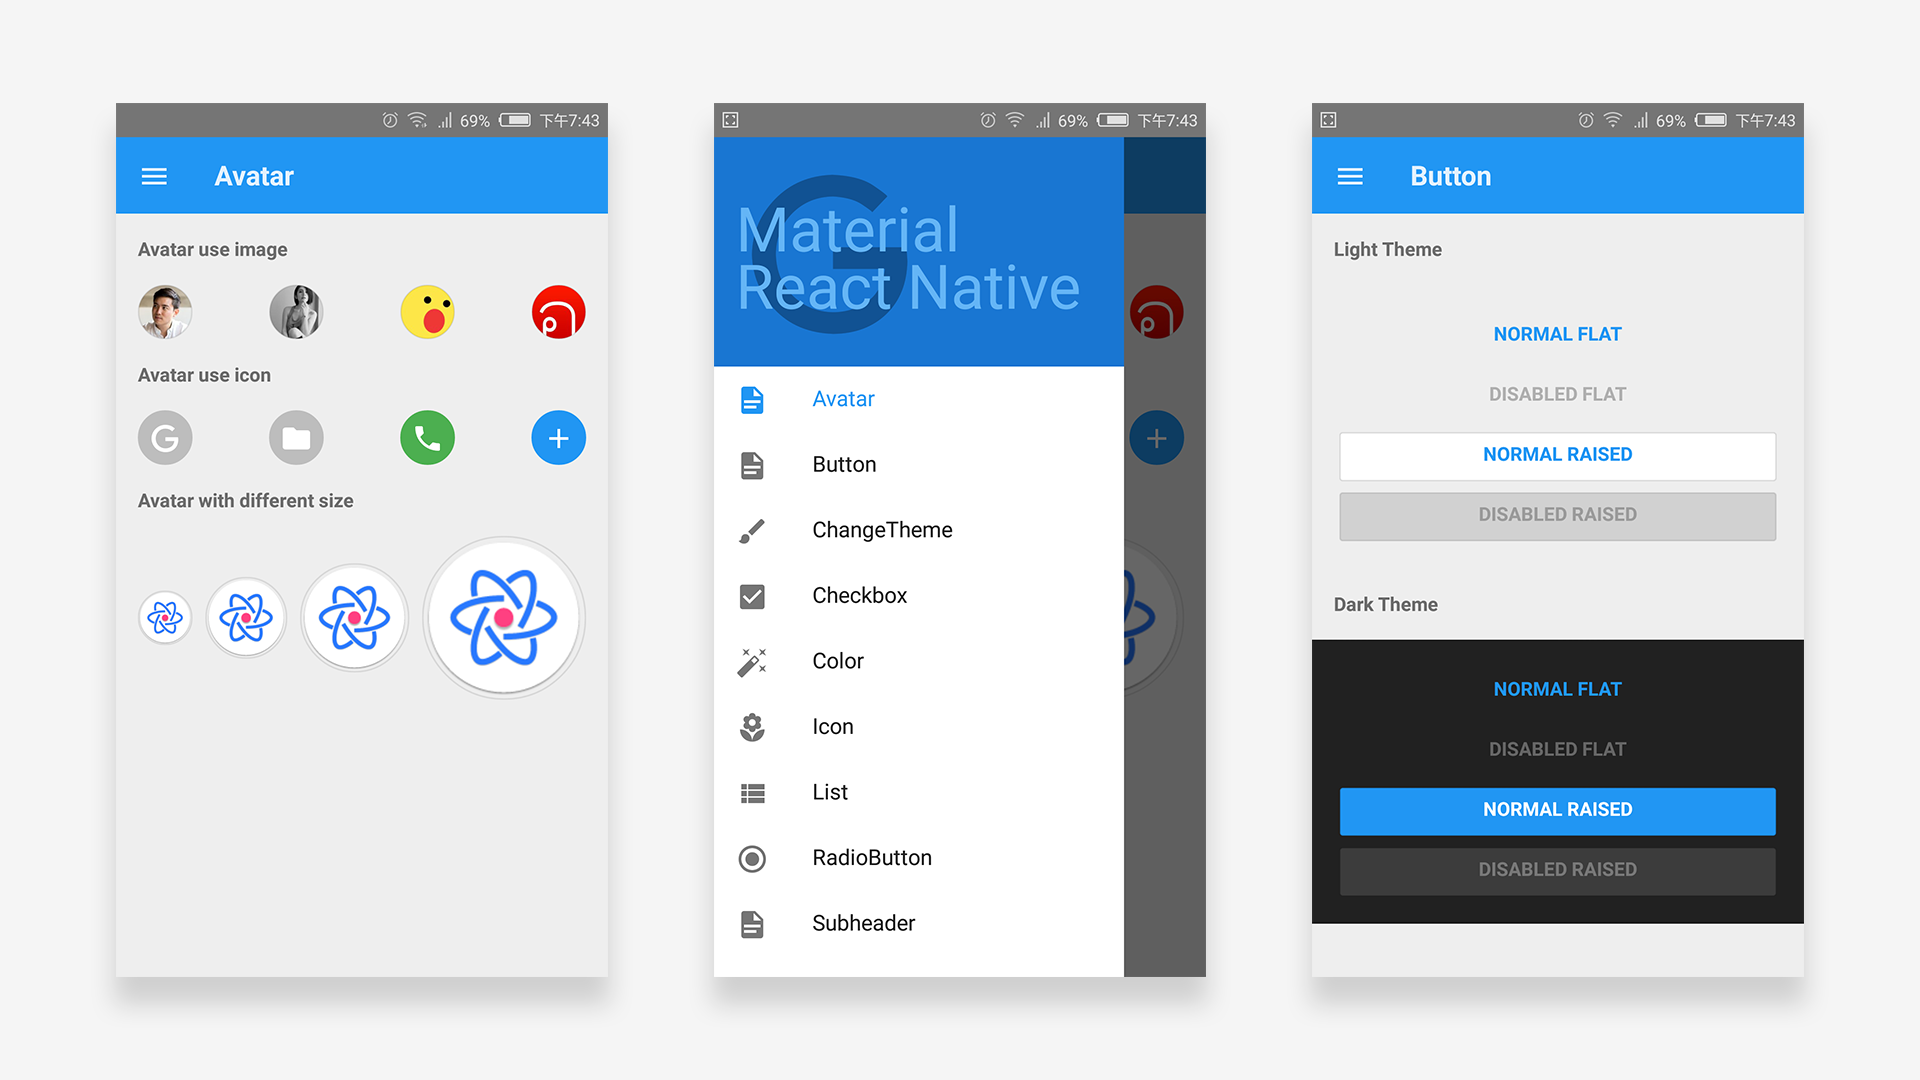 69% 下午7:43
Avatar
Avatar use image
Avatar use icon
G
Avatar with different size
69% 下午7:43
G
Material
React Native
Avatar
Button
ChangeTheme
Checkbox
Color
Icon
List
RadioButton
Subheader
69% 下午7:43
Button
Light Theme
NORMAL FLAT
DISABLED FLAT
NORMAL RAISED
DISABLED RAISED
Dark Theme
NORMAL FLAT
DISABLED FLAT
NORMAL RAISED
DISABLED RAISED